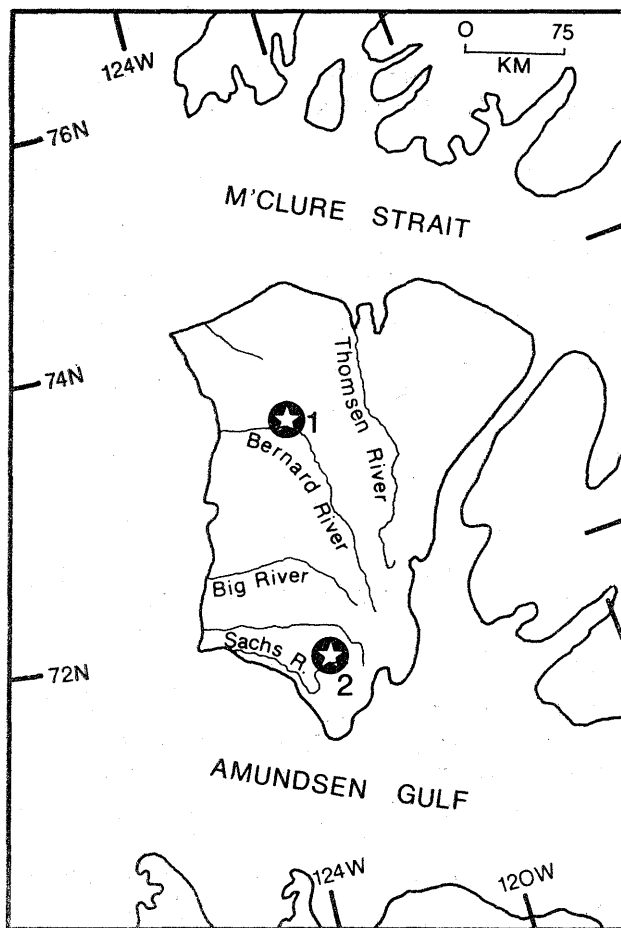 0 75
KM
124W
76N
M'CLURE STRAIT
74N
Thomsen River
1
Bernard River
Big River
Sachs R.
2
72N
AMUNDSEN GULF
124W
120W